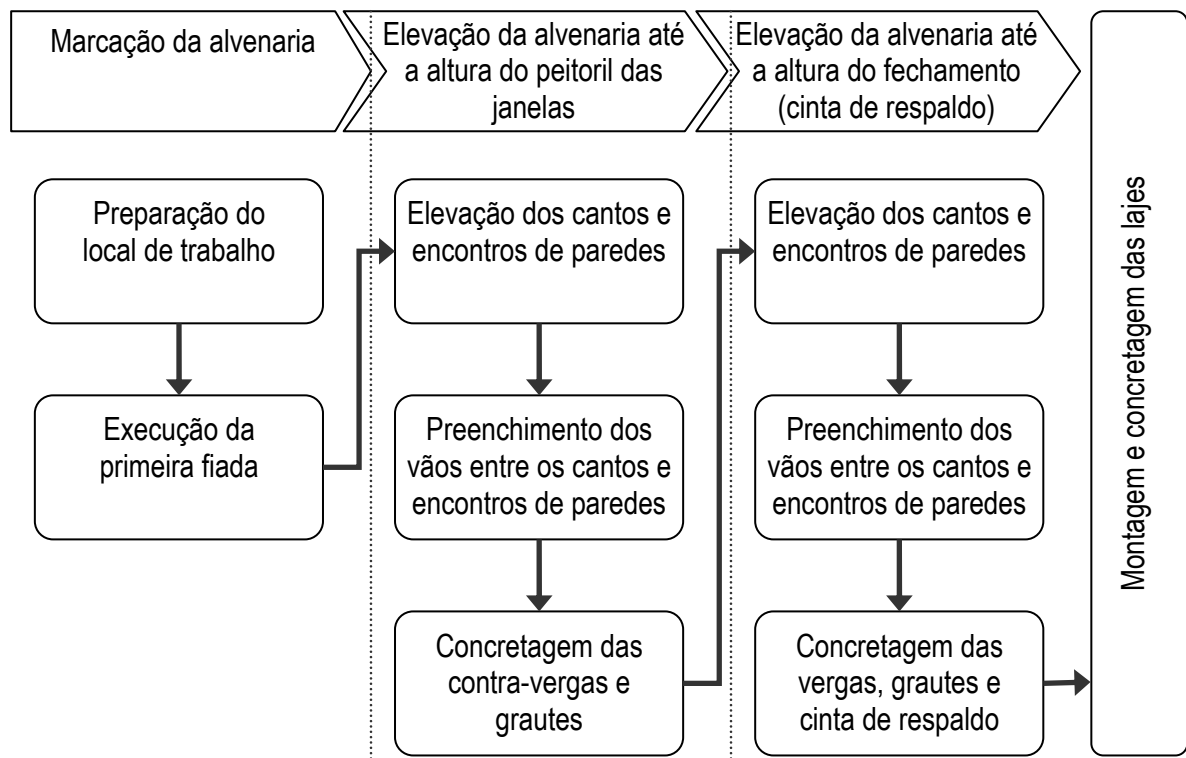 Marcação da alvenaria
Elevação da alvenaria até
a altura do peitoril das
janelas
Elevação da alvenaria até
a altura do fechamento
(cinta de respaldo)
Preparação do
local de trabalho
Execução da
primeira fiada
Elevação dos cantos e
encontros de paredes
Preenchimento dos
vãos entre os cantos e
encontros de paredes
Concretagem das
contra-vergas e
grautes
Elevação dos cantos e
encontros de paredes
Preenchimento dos
vãos entre os cantos e
encontros de paredes
Concretagem das
vergas, grautes e
cinta de respaldo
Montagem e concretagem das lajes